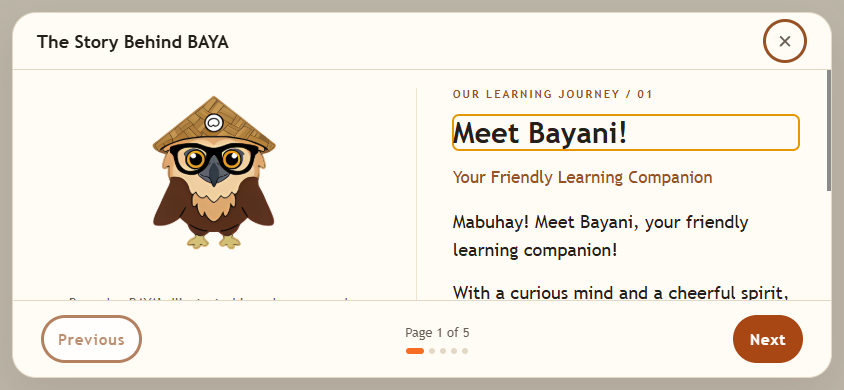 The Story Behind BAYA
OUR LEARNING JOURNEY / 01
Meet Bayani!
Your Friendly Learning Companion
Mabuhay! Meet Bayani, your friendly
learning companion!
With a curious mind and a cheerful spirit,
Previous
Page 1 of 5
Next